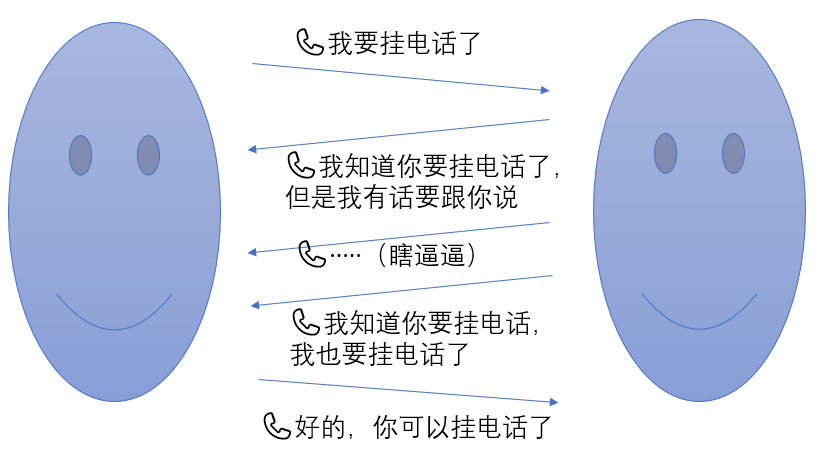 我要挂电话了
我知道你要挂电话了，
但是我有话要跟你说
·····（瞎逼逼）
我知道你要挂电话，
我也要挂电话了
好的，你可以挂电话了